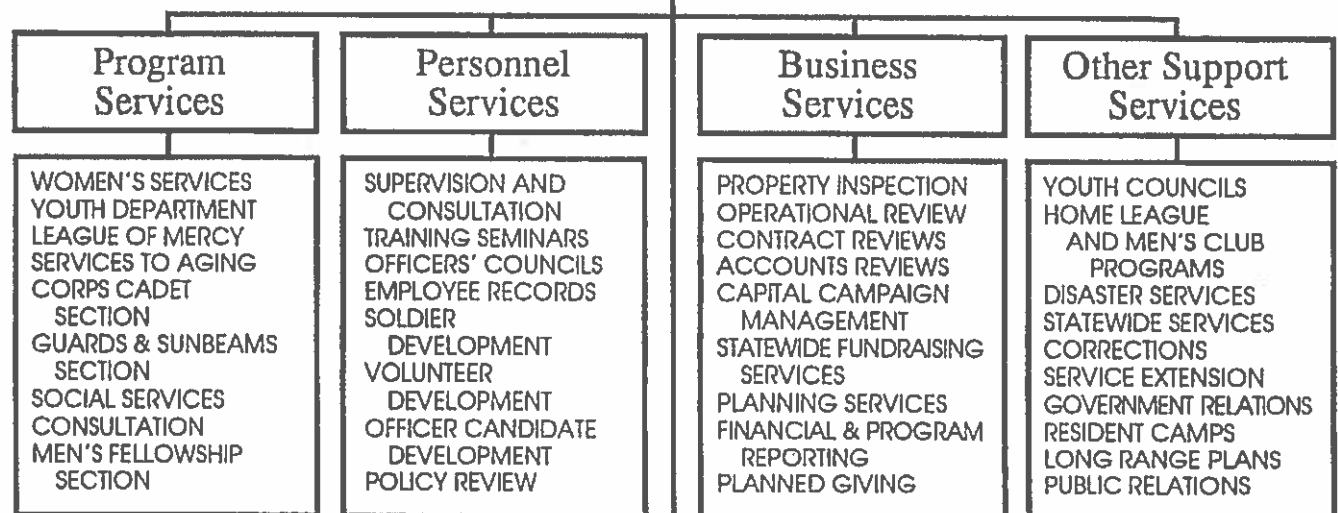 Program
Services
WOMEN'S SERVICES
YOUTH DEPARTMENT
LEAGUE OF MERCY
SERVICES TO AGING
CORPS CADET
SECTION
GUARDS & SUNBEAMS
SECTION
SOCIAL SERVICES
CONSULTATION
MEN'S FELLOWSHIP
SECTION
Personnel
Services
SUPERVISION AND
CONSULTATION
TRAINING SEMINARS
OFFICERS' COUNCILS
EMPLOYEE RECORDS
SOLDIER
DEVELOPMENT
VOLUNTEER
DEVELOPMENT
OFFICER CANDIDATE
DEVELOPMENT
POLICY REVIEW
Business
Services
PROPERTY INSPECTION
OPERATIONAL REVIEW
CONTRACT REVIEWS
ACCOUNTS REVIEWS
CAPITAL CAMPAIGN
MANAGEMENT
STATEWIDE FUNDRAISING
SERVICES
PLANNING SERVICES
FINANCIAL & PROGRAM
REPORTING
PLANNED GIVING
Other Support
Services
YOUTH COUNCILS
HOME LEAGUE
AND MEN'S CLUB
PROGRAMS
DISASTER SERVICES
STATEWIDE SERVICES
CORRECTIONS
SERVICE EXTENSION
GOVERNMENT RELATIONS
RESIDENT CAMPS
LONG RANGE PLANS
PUBLIC RELATIONS